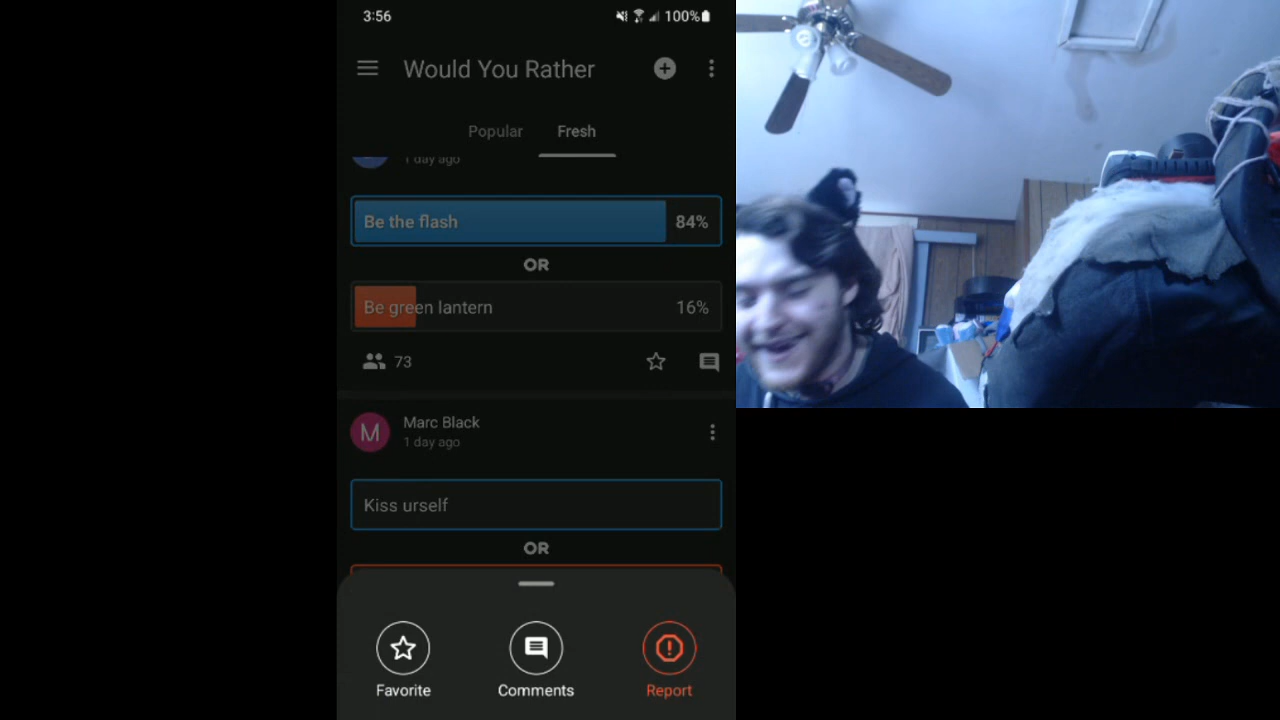 3:56
100%
Would You Rather
Popular
Fresh
1 day ago
Be the flash
84%
OR
Be green lantern
16%
73
M
Marc Black
1 day ago
Kiss urself
OR
Favorite
Comments
Report